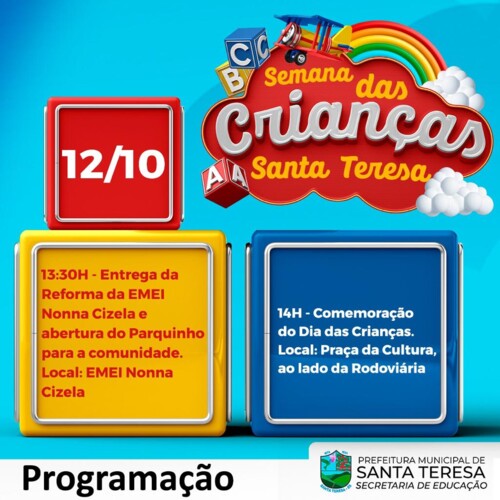 Semana das
Crianças
Santa Teresa
C
C
B
A
A
12/10
13:30H - Entrega da
Reforma da EMEI
Nonna Cizela e
abertura do Parquinho
para a comunidade.
Local: EMEI Nonna
Cizela
14H - Comemoração
do Dia das Crianças.
Local: Praça da Cultura,
ao lado da Rodoviária
Programação
PREFEITURA MUNICIPAL DE
SANTA TERESA
SECRETARIA DE EDUCAÇÃO